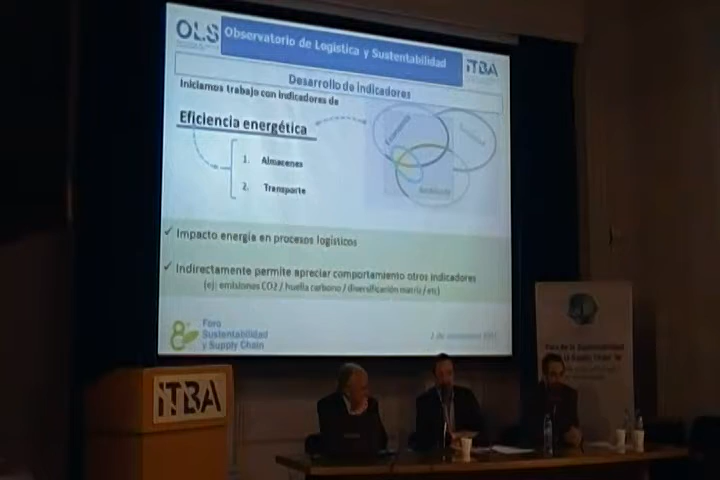 OLS
Observatorio de Logística y Sustentabilidad
ITBA
Desarrollo de indicadores
Iniciamos trabajo con indicadores de
Eficiencia energética
1. Almacenes
2. Transporte
✓ Impacto energía en procesos logísticos
✓ Indirectamente permite apreciar comportamiento otros indicadores
(ej: emisiones CO2 / huella carbono / diversificación matriz / etc)
8º Foro
Sustentabilidad
y Supply Chain
ITBA